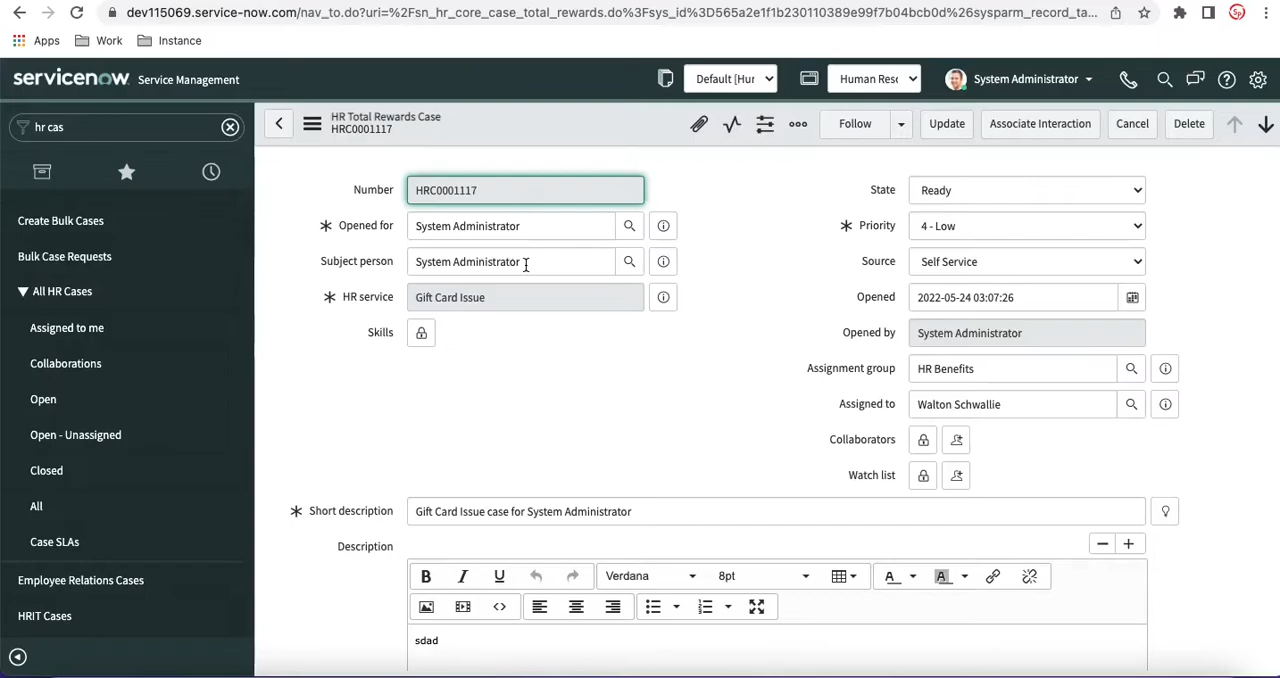 dev115069.service-now.com/nav_to.do?uri=%2Fsn_hr_core_case_total_rewards.do%3Fsys_id%3D565a2e1f1b230110389e99f7b04bcb0d%26sysparm_record_ta...
Apps Work Instance
servicenow Service Management
Default [Hur
Human Resc
System Administrator
hr cas
HR Total Rewards Case
HRC0001117
Follow Update Associate Interaction Cancel Delete
Create Bulk Cases
Bulk Case Requests
All HR Cases
Assigned to me
Collaborations
Open
Open - Unassigned
Closed
All
Case SLAs
Employee Relations Cases
HRIT Cases
Number HRC0001117
* Opened for System Administrator
Subject person System Administrator
* HR service Gift Card Issue
Skills
State Ready
* Priority 4 - Low
Source Self Service
Opened 2022-05-24 03:07:26
Opened by System Administrator
Assignment group HR Benefits
Assigned to Walton Schwallie
Collaborators
Watch list
* Short description Gift Card Issue case for System Administrator
Description
B I U Verdana 8pt A A
sdad